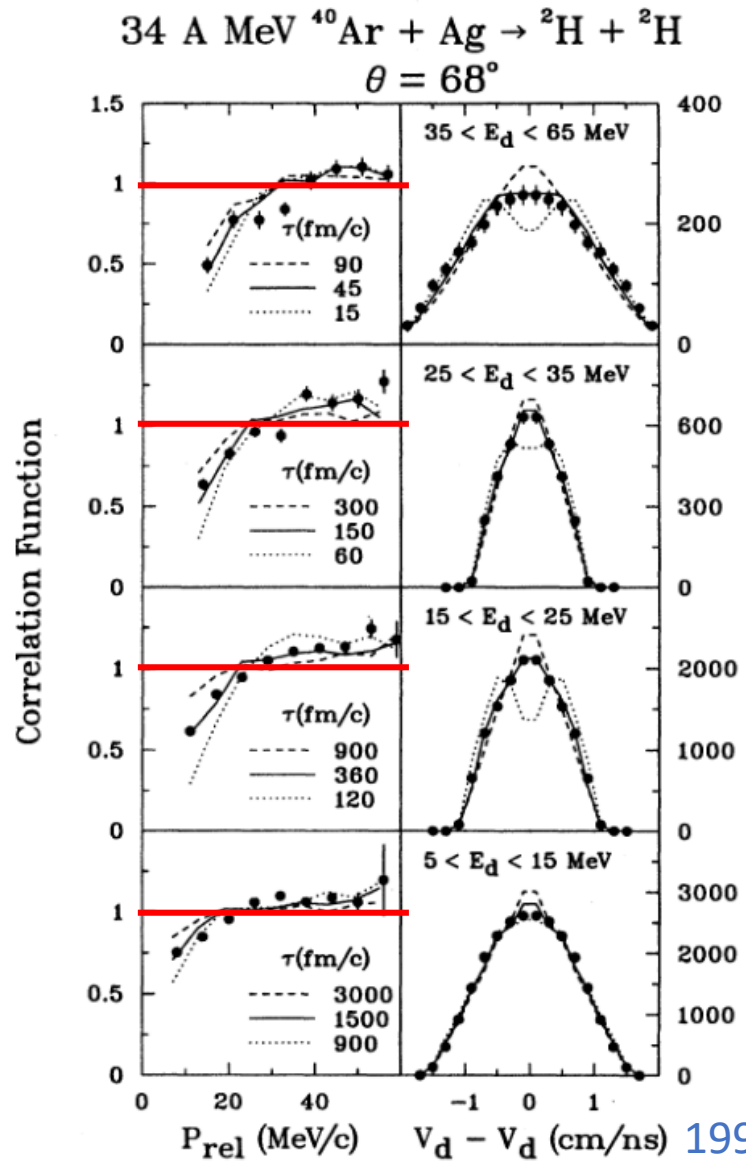 34 A MeV ⁴⁰Ar + Ag → ²H + ²H
θ = 68°
Correlation Function
1.5
1
0.5
0
τ(fm/c)
90
45
15
35 < E_d < 65 MeV
400
200
0
1
0.5
0
τ(fm/c)
300
150
60
25 < E_d < 35 MeV
600
300
0
1
0.5
0
τ(fm/c)
900
360
120
15 < E_d < 25 MeV
2000
1000
0
1
0.5
τ(fm/c)
3000
1500
900
5 < E_d < 15 MeV
3000
2000
1000
0
0 20 40
-1 0 1
P_rel (MeV/c)
V_d − V_d (cm/ns)
199